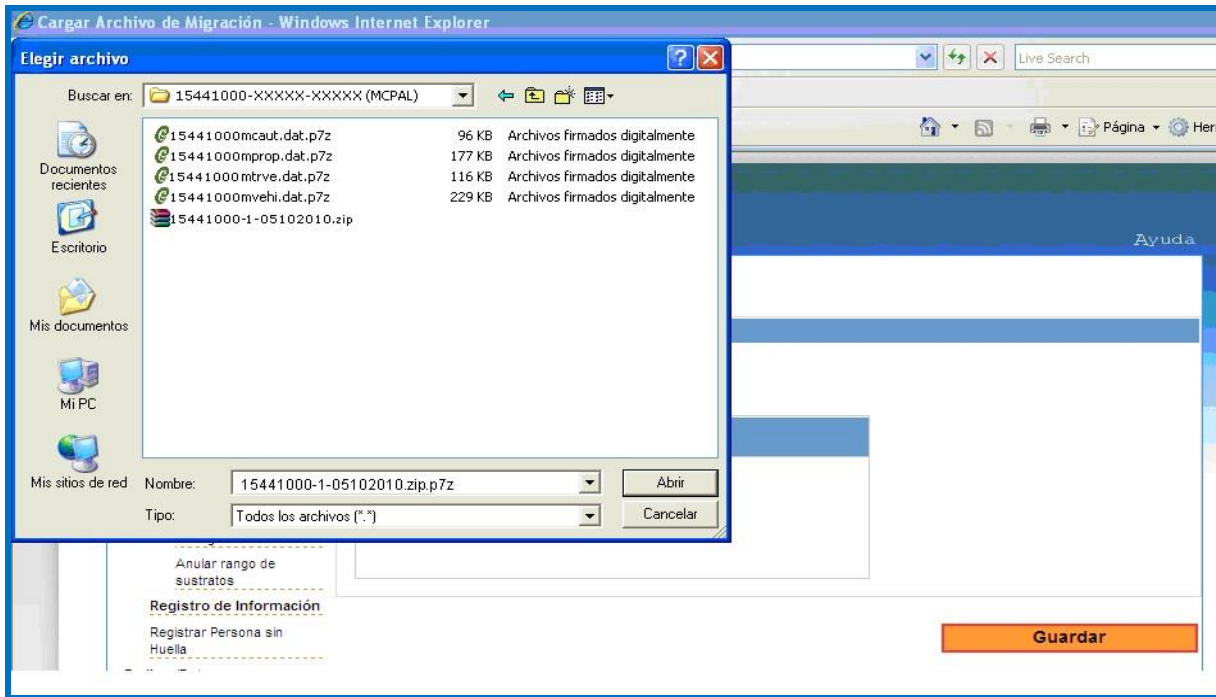 Cargar Archivo de Migración - Windows Internet Explorer
Elegir archivo
Live Search
Buscar en:
15441000-XXXXX-XXXXX (MCPAL)
Página
Documentos recientes
Escritorio
Mis documentos
Mi PC
Mis sitios de red
15441000mcaut.dat.p7z 96 KB Archivos firmados digitalmente
15441000mprop.dat.p7z 177 KB Archivos firmados digitalmente
15441000mtrve.dat.p7z 116 KB Archivos firmados digitalmente
15441000mvehi.dat.p7z 229 KB Archivos firmados digitalmente
15441000-1-05102010.zip
Ayuda
Nombre: 15441000-1-05102010.zip.p7z Abrir
Tipo: Todos los archivos (*.*) Cancelar
Anular rango de
sustratos
Registro de Información
Registrar Persona sin
Huella
Guardar